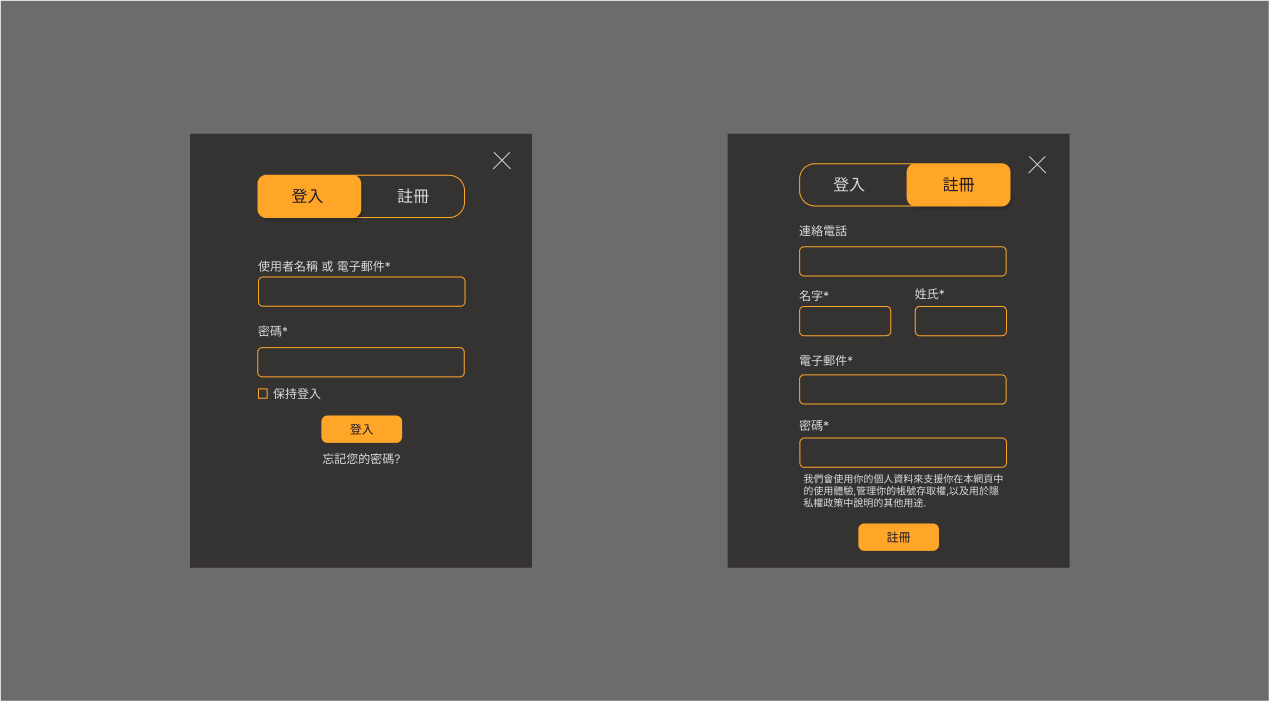 登入
註冊
使用者名稱 或 電子郵件*
密碼*
保持登入
登入
忘記您的密碼?
登入
註冊
連絡電話
名字*
姓氏*
電子郵件*
密碼*
我們會使用你的個人資料來支援你在本網頁中
的使用體驗,管理你的帳號存取權,以及用於隱
私權政策中說明的其他用途.
註冊